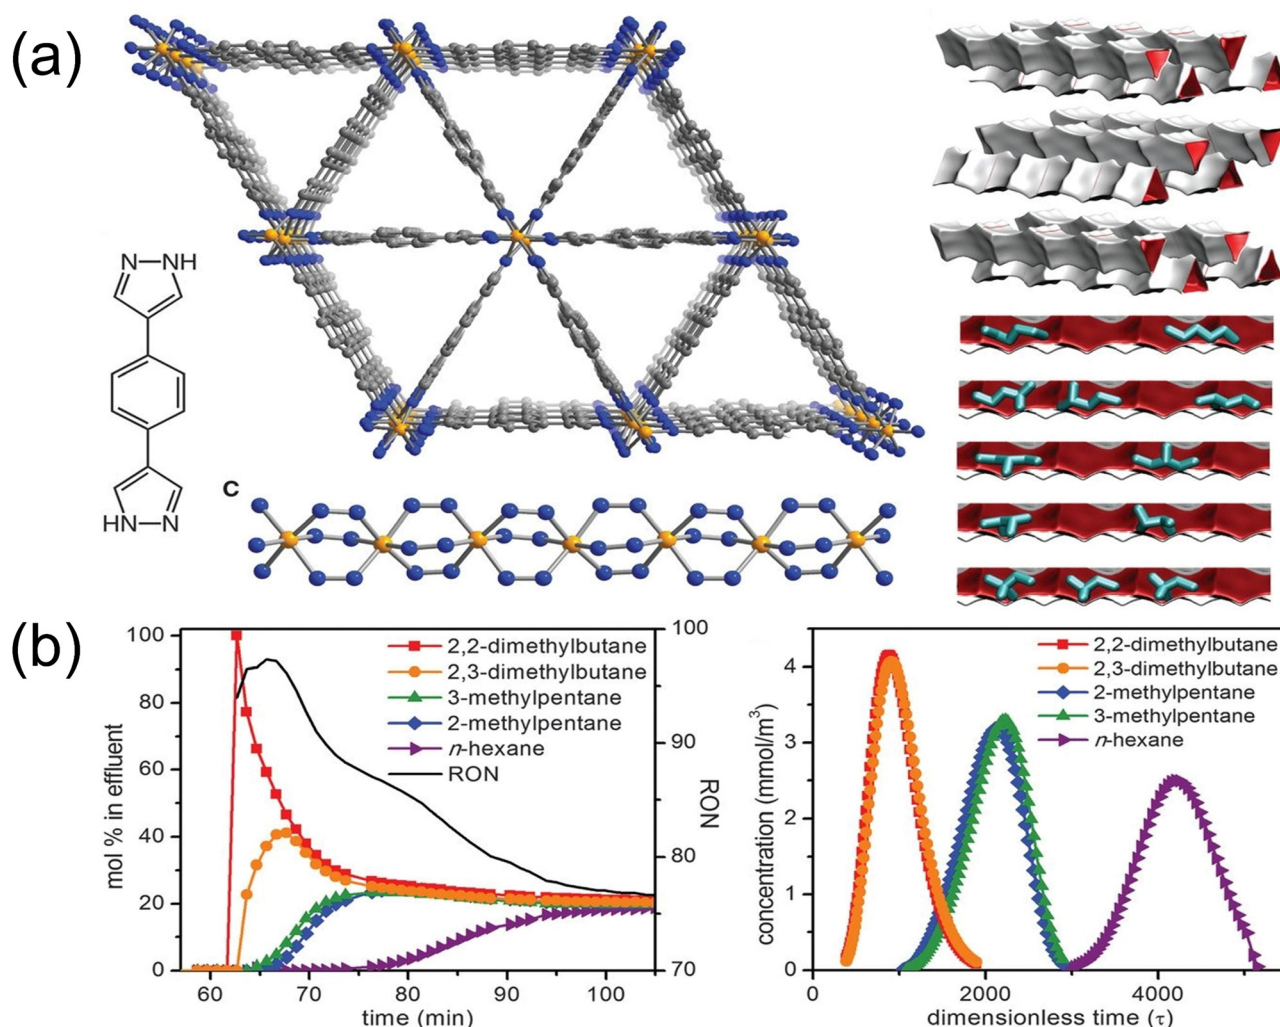 (a)
N
NH
HN
N
c
(b)
100
80
60
40
20
0
mol % in effluent
60
70
80
90
100
time (min)
100
90
80
70
RON
2,2-dimethylbutane
2,3-dimethylbutane
3-methylpentane
2-methylpentane
n-hexane
RON
4
3
2
1
0
concentration (mmol/m³)
0
2000
4000
dimensionless time (τ)
2,2-dimethylbutane
2,3-dimethylbutane
2-methylpentane
3-methylpentane
n-hexane